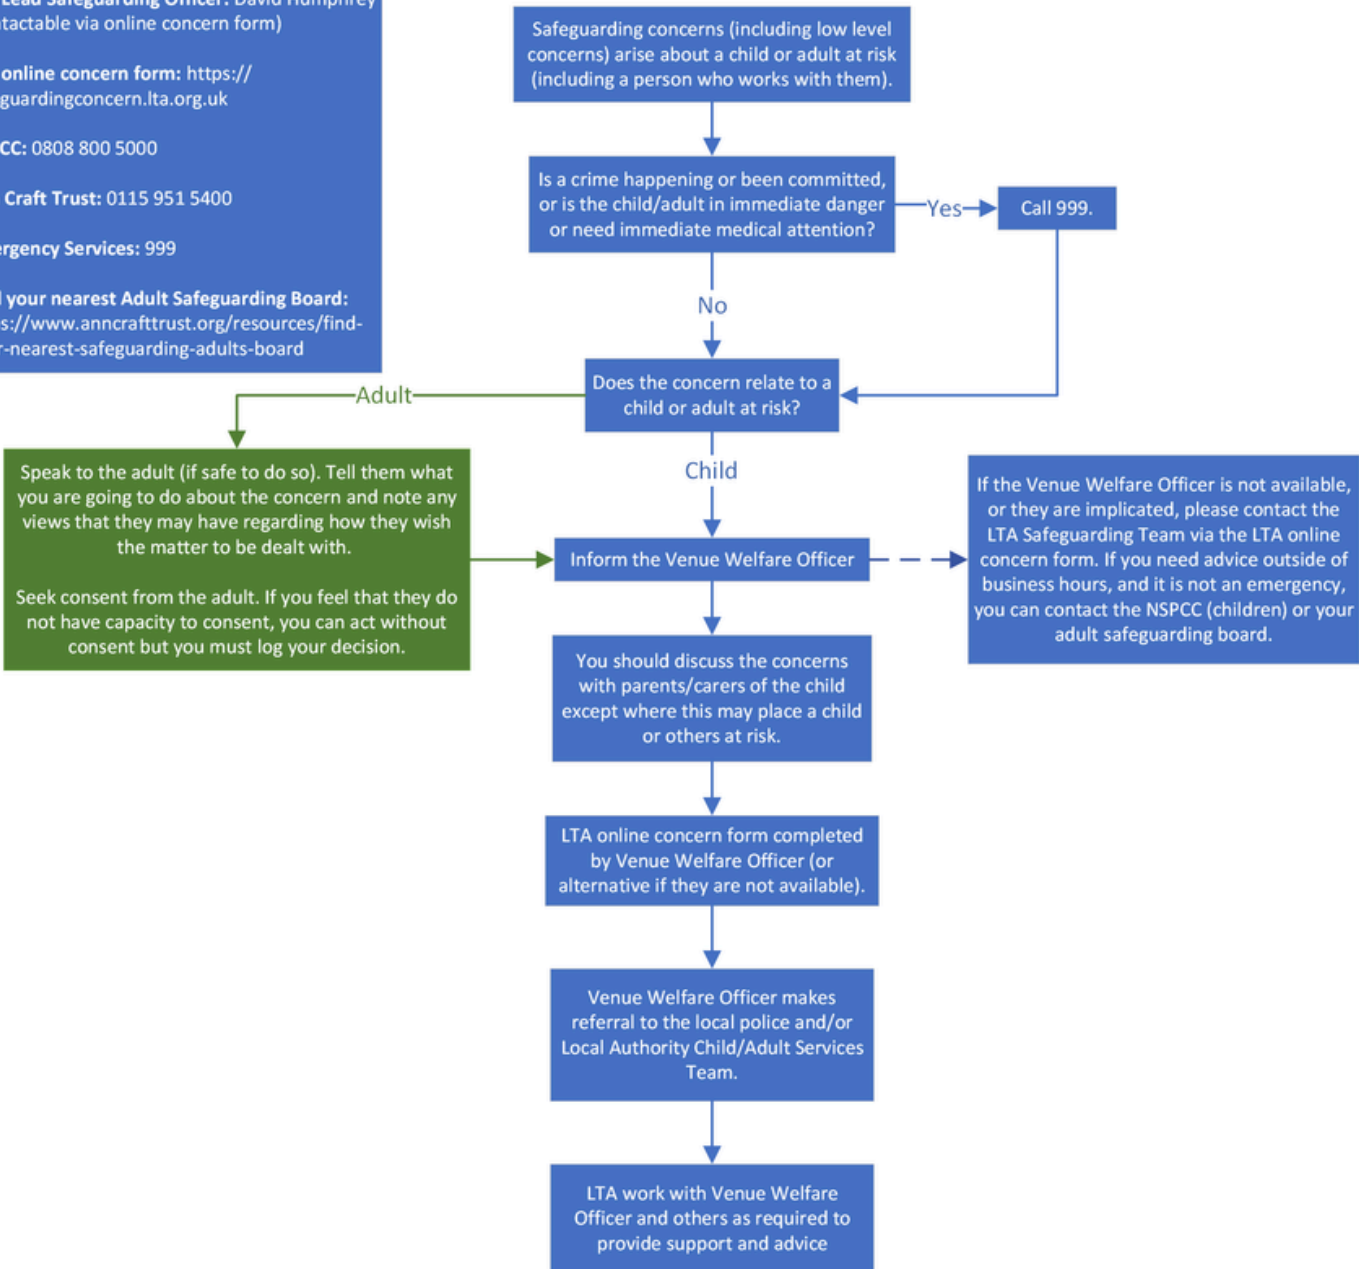 Lead Safeguarding Officer: David Humphrey
tactable via online concern form)
online concern form: https://
guardingconcern.lta.org.uk
CC: 0808 800 5000
Craft Trust: 0115 951 5400
ergency Services: 999
your nearest Adult Safeguarding Board:
s://www.anncrafttrust.org/resources/find-
r-nearest-safeguarding-adults-board
Safeguarding concerns (including low level
concerns) arise about a child or adult at risk
(including a person who works with them).
Is a crime happening or been committed,
or is the child/adult in immediate danger
or need immediate medical attention?
Yes
Call 999.
No
Does the concern relate to a
child or adult at risk?
Adult
Speak to the adult (if safe to do so). Tell them what
you are going to do about the concern and note any
views that they may have regarding how they wish
the matter to be dealt with.
Seek consent from the adult. If you feel that they do
not have capacity to consent, you can act without
consent but you must log your decision.
Child
Inform the Venue Welfare Officer
If the Venue Welfare Officer is not available,
or they are implicated, please contact the
LTA Safeguarding Team via the LTA online
concern form. If you need advice outside of
business hours, and it is not an emergency,
you can contact the NSPCC (children) or your
adult safeguarding board.
You should discuss the concerns
with parents/carers of the child
except where this may place a child
or others at risk.
LTA online concern form completed
by Venue Welfare Officer (or
alternative if they are not available).
Venue Welfare Officer makes
referral to the local police and/or
Local Authority Child/Adult Services
Team.
LTA work with Venue Welfare
Officer and others as required to
provide support and advice